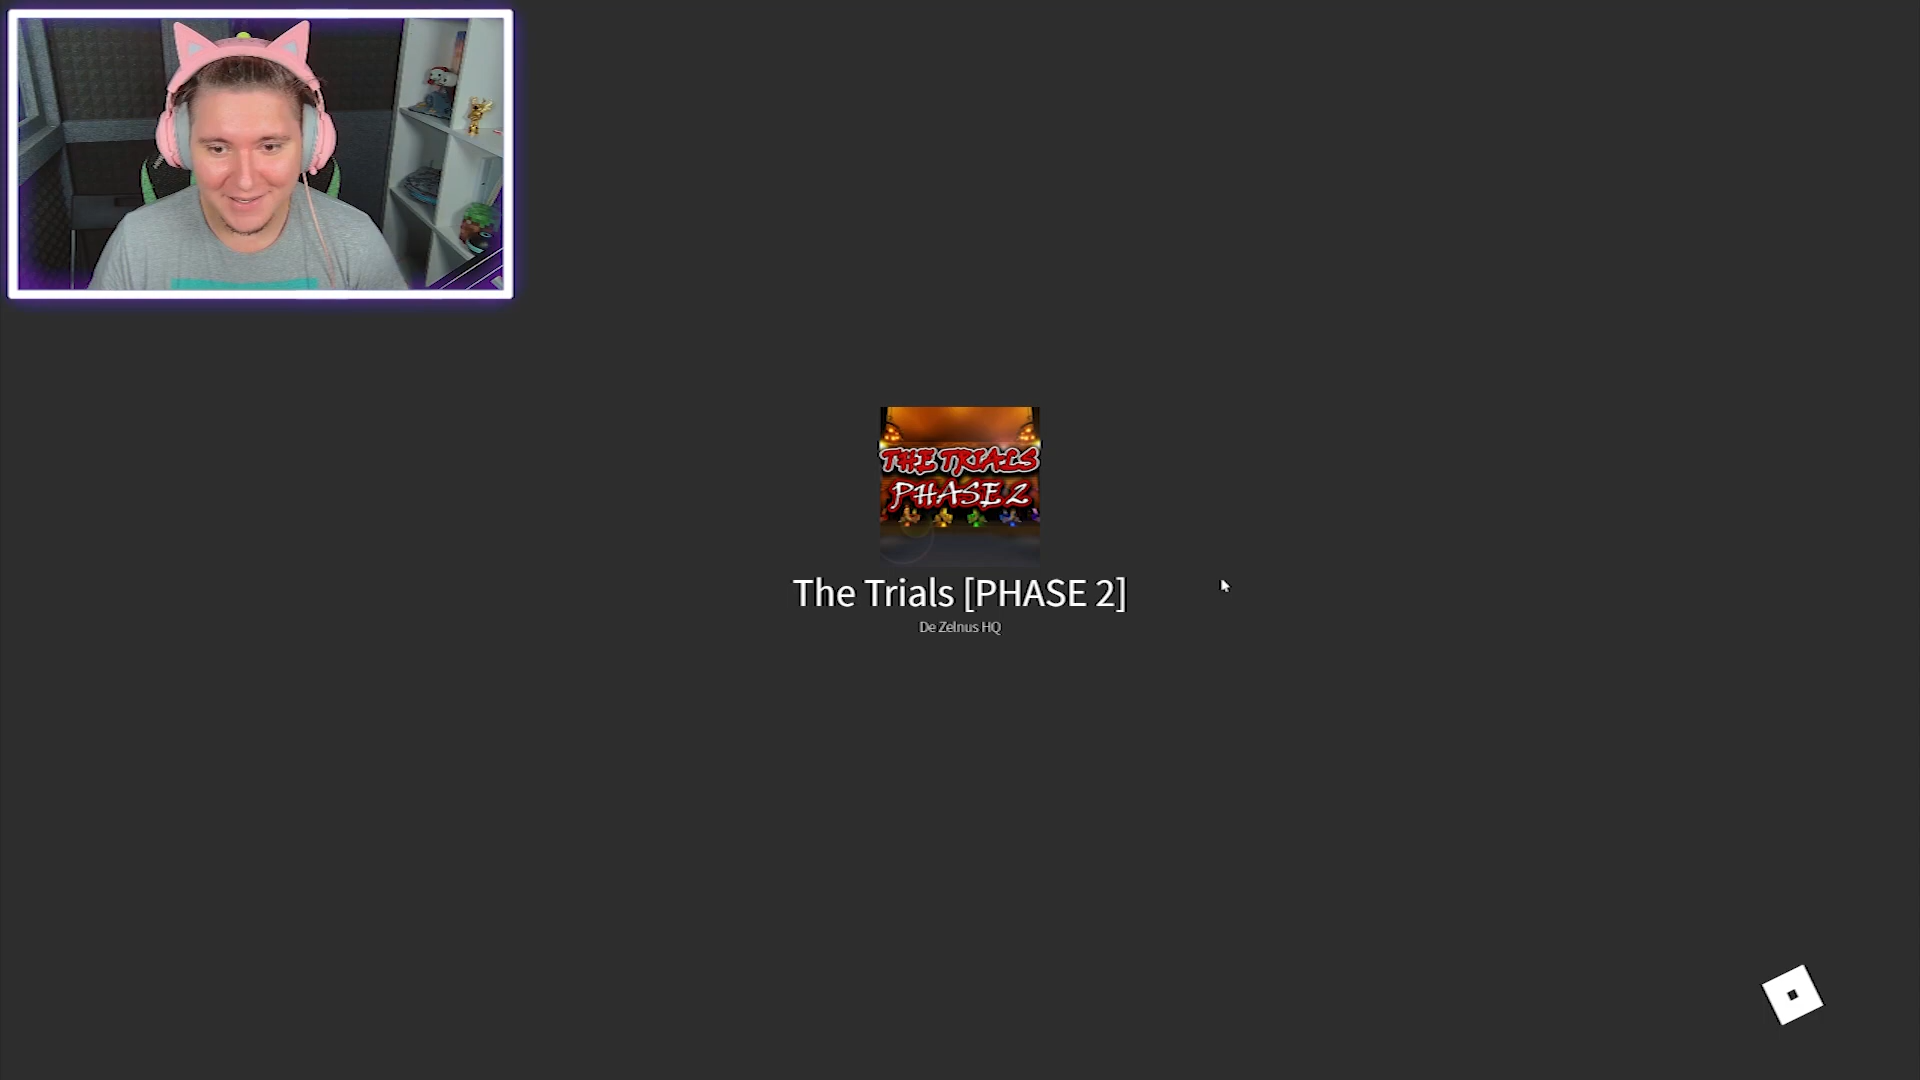 THE TRIALS
PHASE 2
The Trials [PHASE 2]
De Zelnus HQ